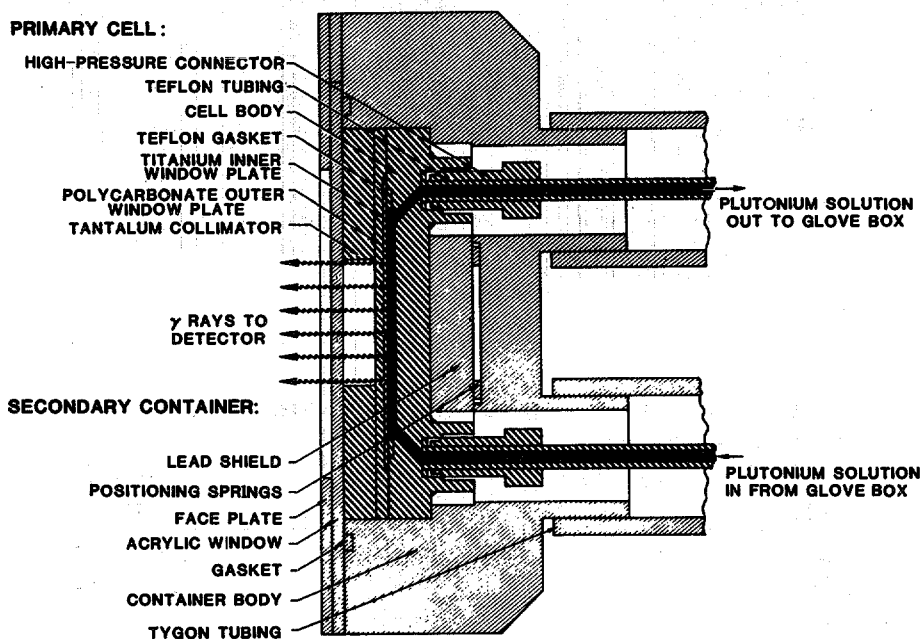 PRIMARY CELL:
HIGH-PRESSURE CONNECTOR
TEFLON TUBING
CELL BODY
TEFLON GASKET
TITANIUM INNER
WINDOW PLATE
POLYCARBONATE OUTER
WINDOW PLATE
TANTALUM COLLIMATOR
γ RAYS TO
DETECTOR
PLUTONIUM SOLUTION
OUT TO GLOVE BOX
SECONDARY CONTAINER:
LEAD SHIELD
POSITIONING SPRINGS
FACE PLATE
ACRYLIC WINDOW
GASKET
CONTAINER BODY
TYGON TUBING
PLUTONIUM SOLUTION
IN FROM GLOVE BOX